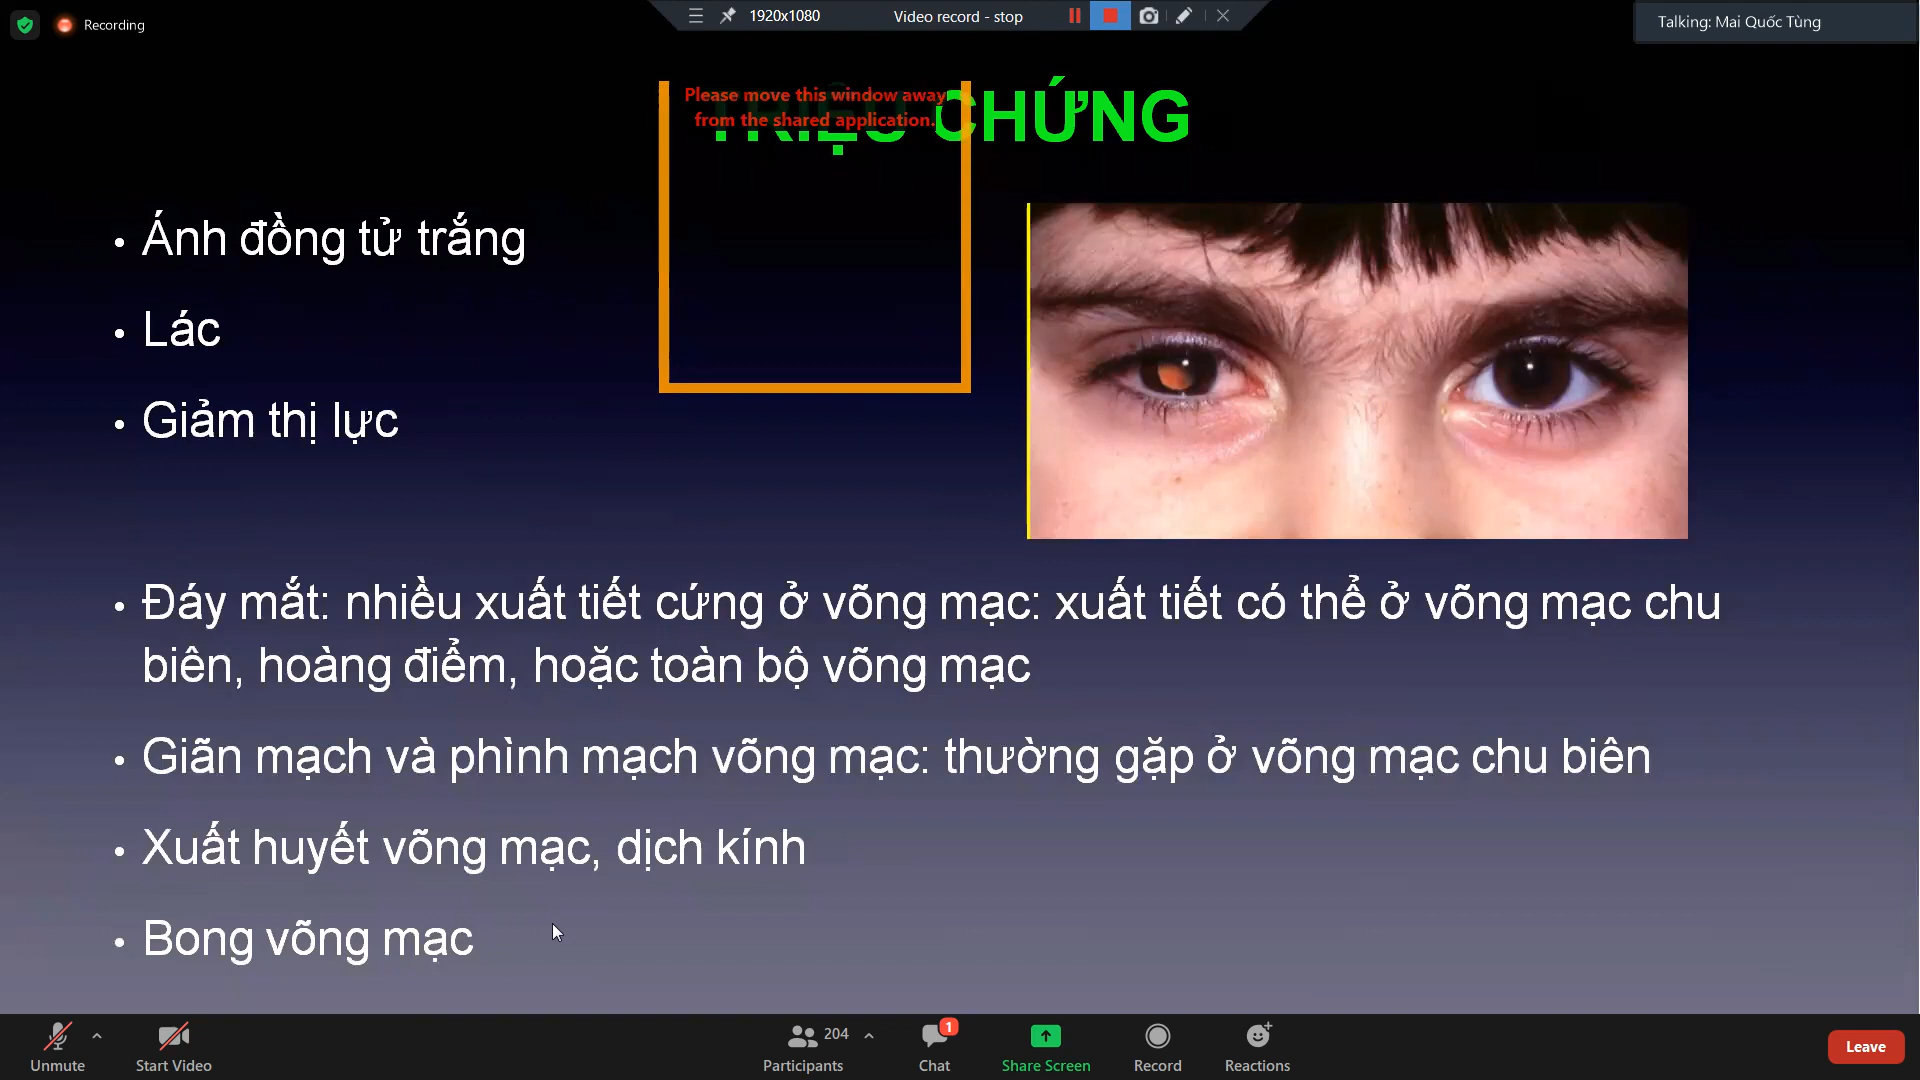 Recording
1920x1080
Video record - stop
Talking: Mai Quốc Tùng
Please move this window away
from the shared application.
TRIỆU CHỨNG
• Ánh đồng tử trắng
• Lác
• Giảm thị lực
• Đáy mắt: nhiều xuất tiết cứng ở võng mạc: xuất tiết có thể ở võng mạc chu
biên, hoàng điểm, hoặc toàn bộ võng mạc
• Giãn mạch và phình mạch võng mạc: thường gặp ở võng mạc chu biên
• Xuất huyết võng mạc, dịch kính
• Bong võng mạc
Unmute
Start Video
204
Participants
1
Chat
Share Screen
Record
Reactions
Leave